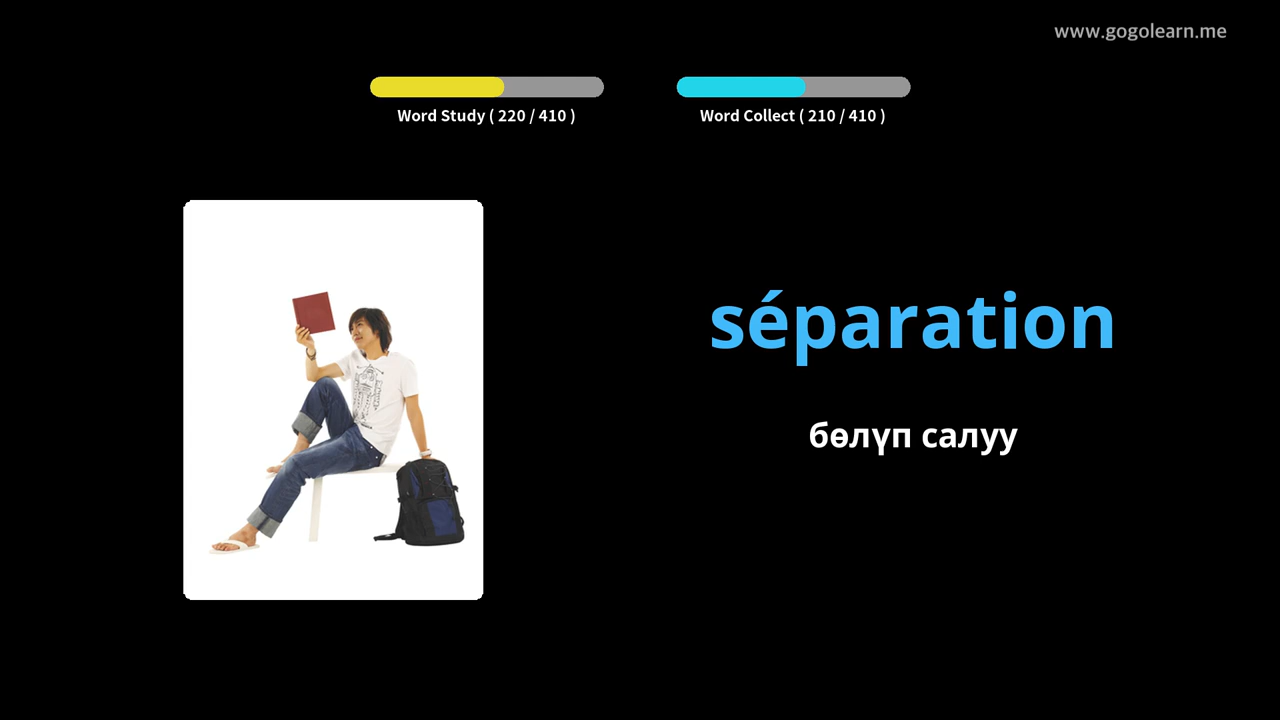 www.gogolearn.me
Word Study ( 220 / 410 )
Word Collect ( 210 / 410 )
séparation
бөлүп салуу